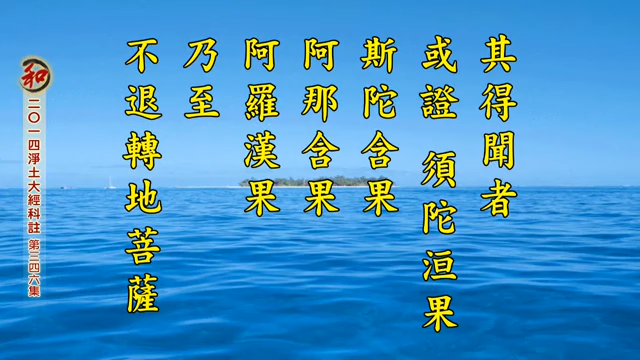 其得聞者
或證 須陀洹果
斯陀含果
阿那含果
阿羅漢果
乃至
不退轉地菩薩
和
二〇一四淨土大經科註 第三四六集